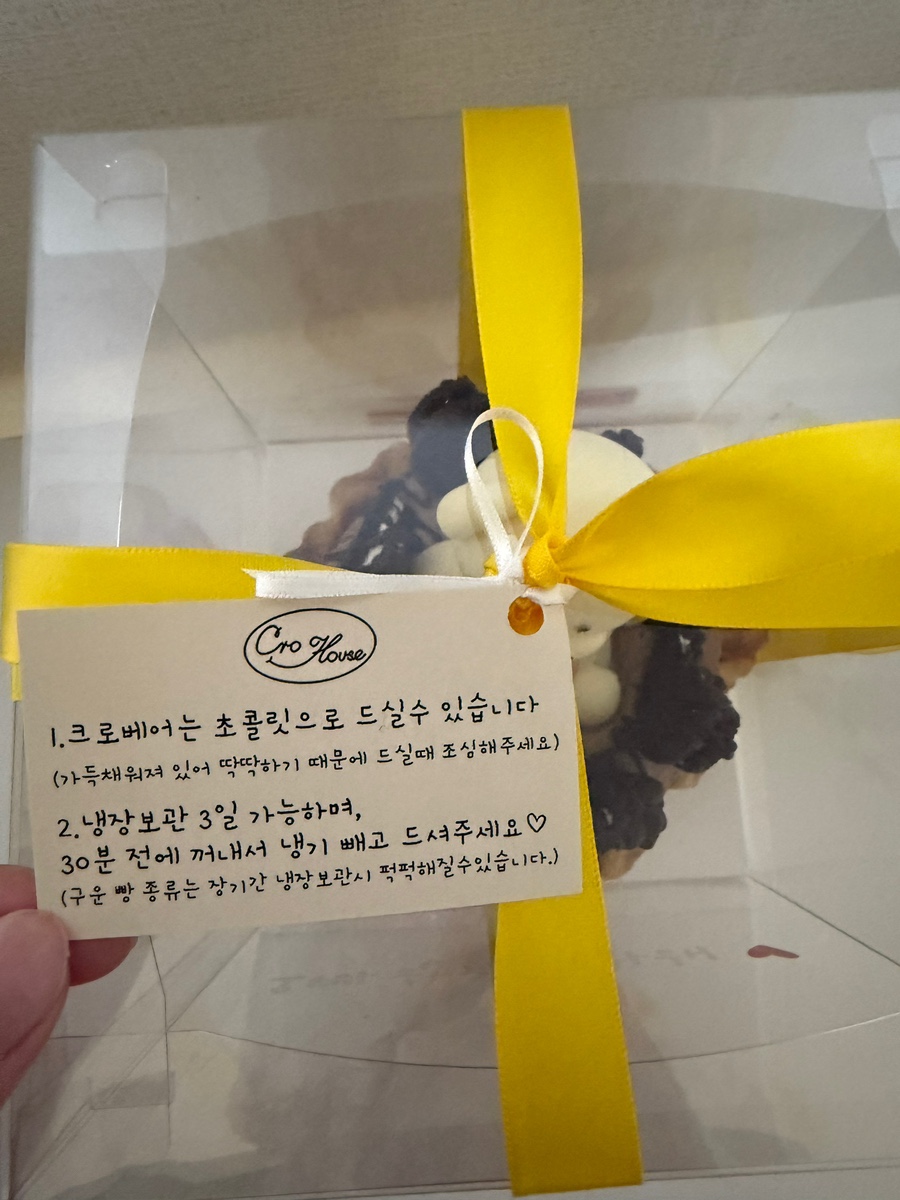 Cro House
1.크로베어는 초콜릿으로 드실수 있습니다
(가득채워져 있어 딱딱하기 때문에 드실때 조심해주세요)
2.냉장보관 3일 가능하며,
30분 전에 꺼내서 냉기 빼고 드셔주세요♡
(구운 빵 종류는 장기간 냉장보관시 퍽퍽해질수있습니다.)